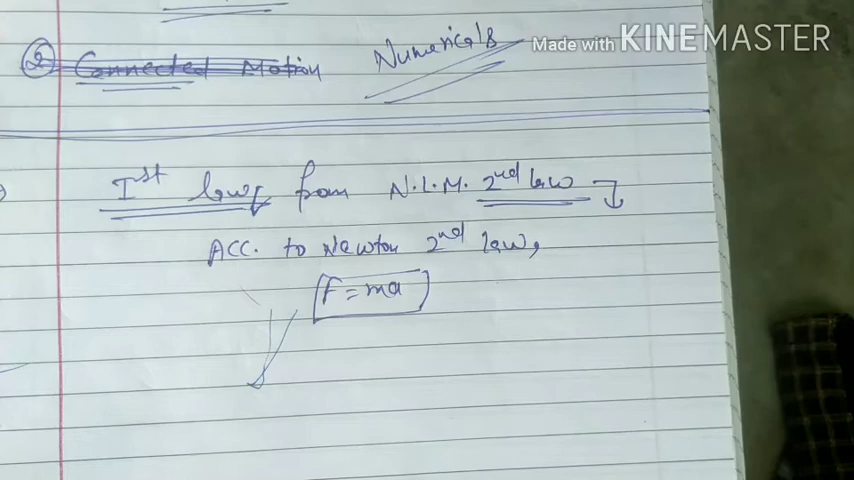 Made with KINEMASTER
② Connected Motion Numericals
Ist law from N.L.M. 2nd law
ACC. to Newton 2nd law,
F = ma